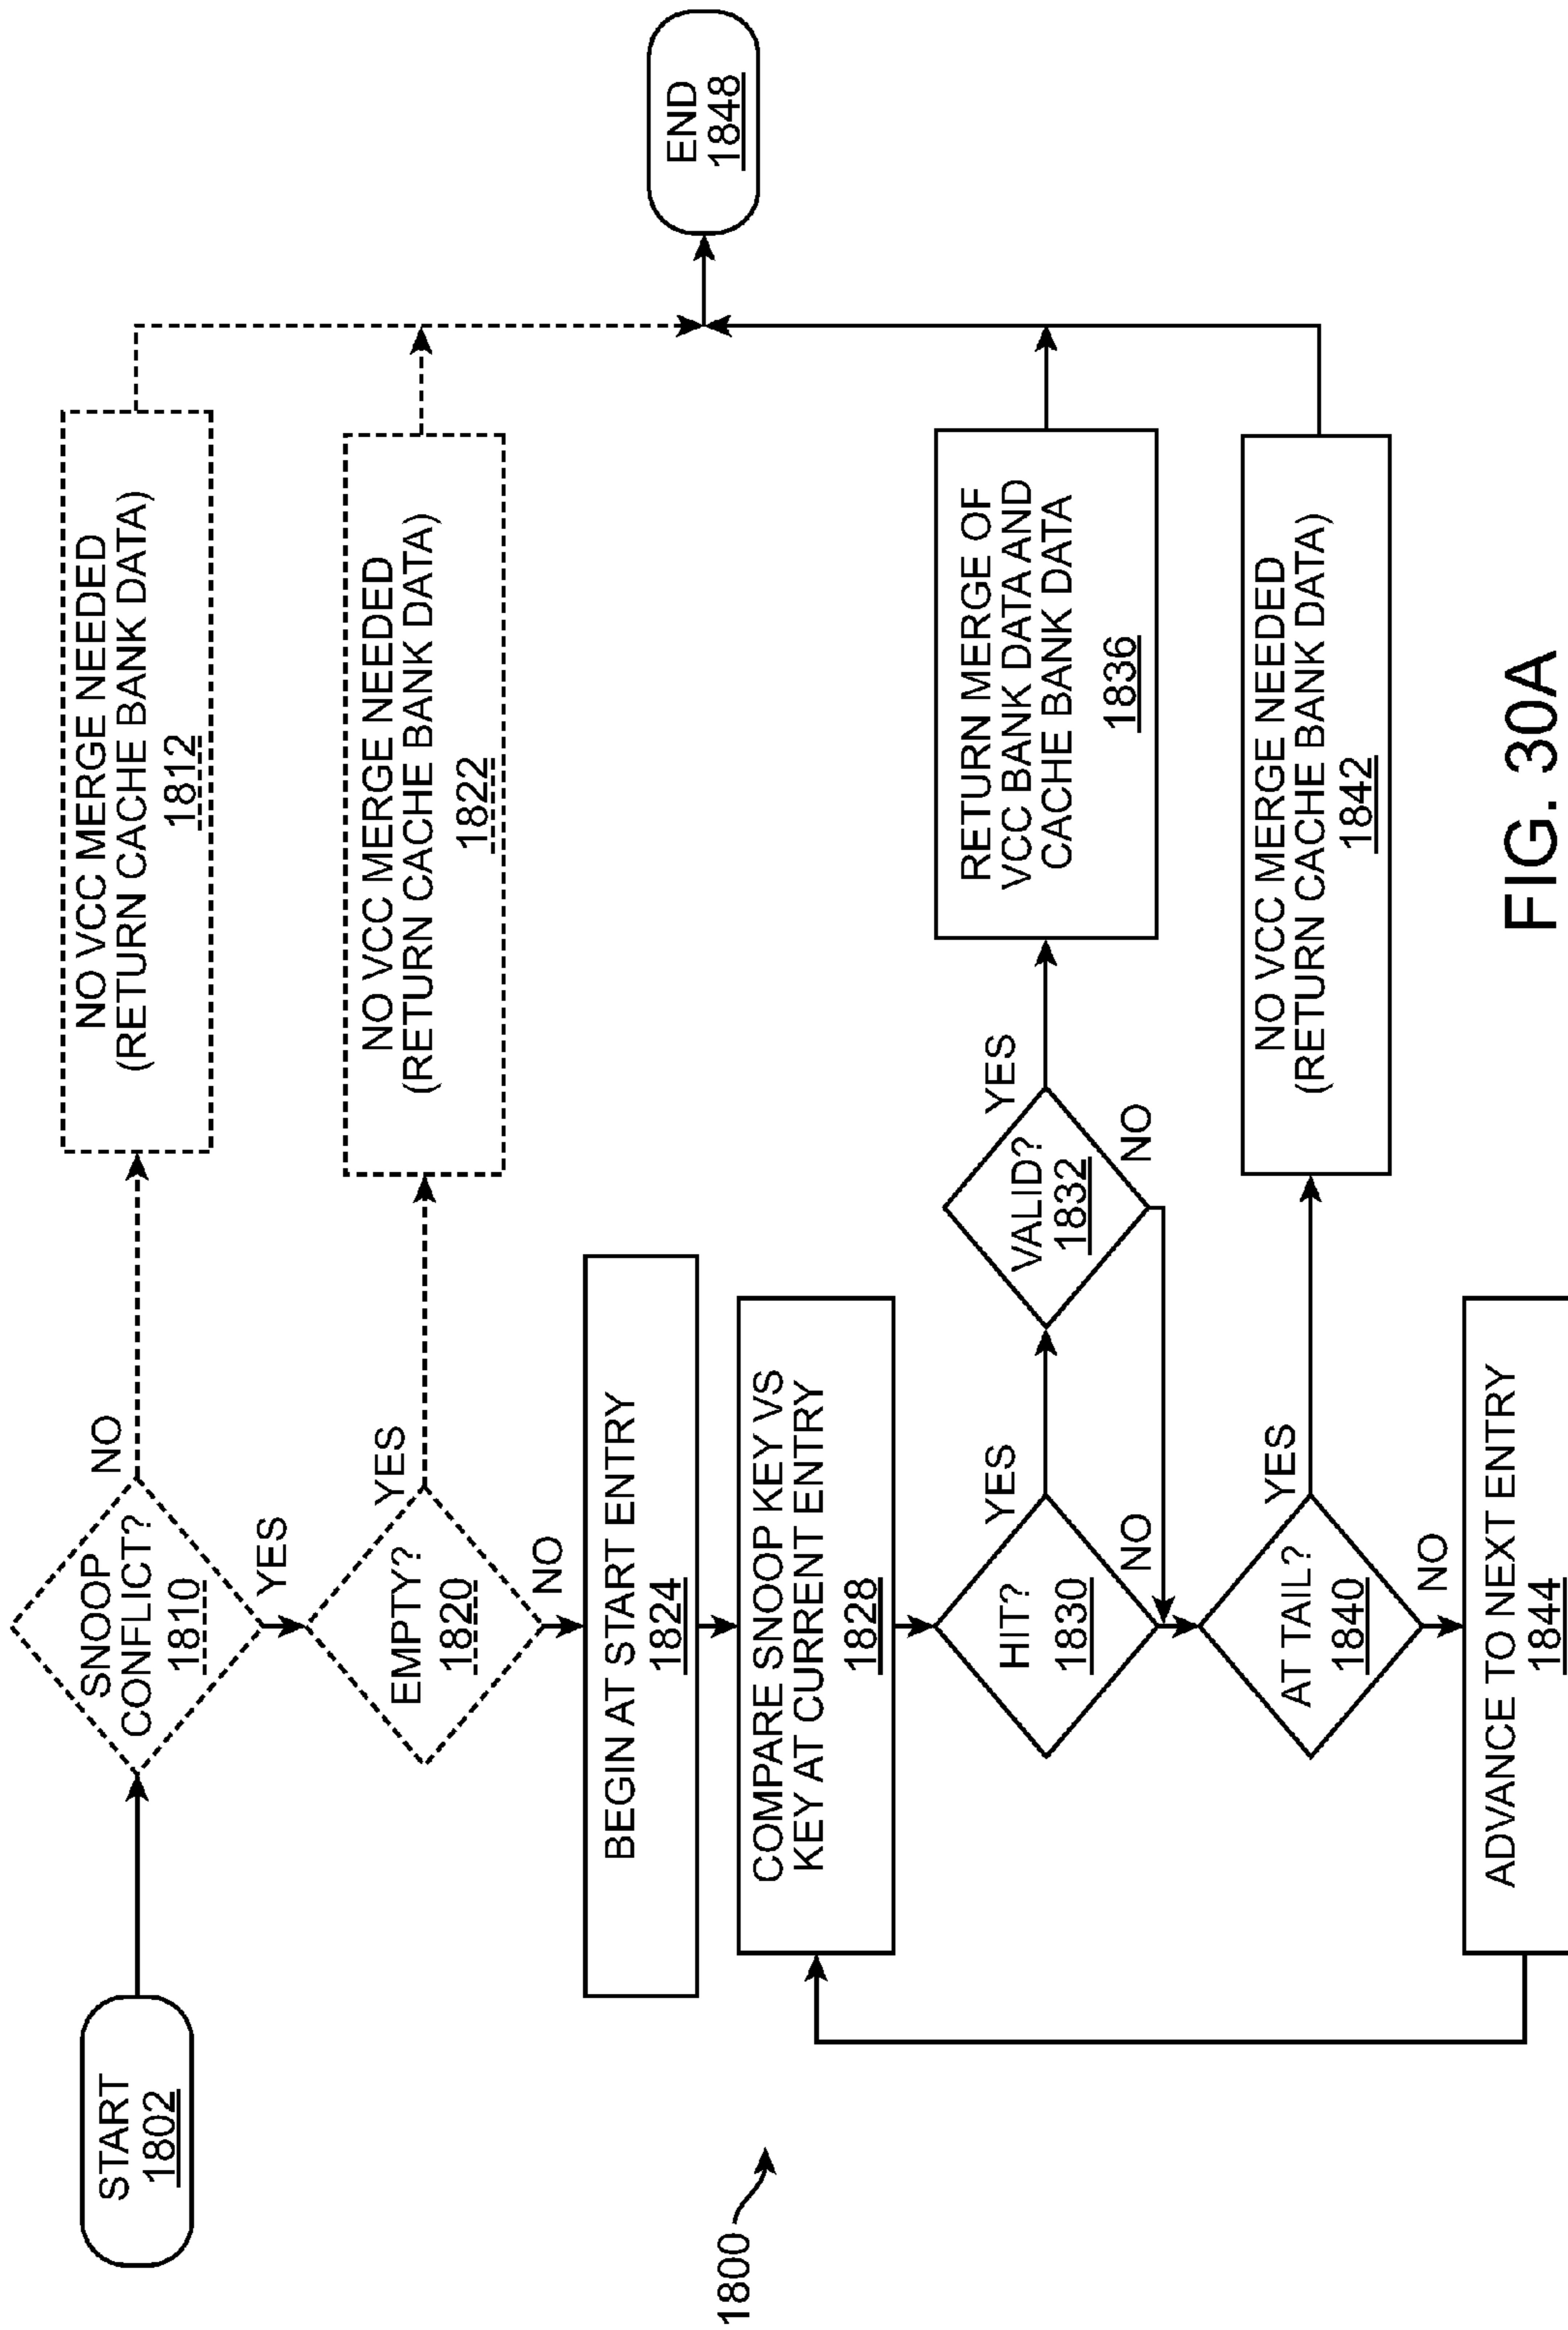 START
1802
SNOOP
CONFLICT?
1810
NO
NO VCC MERGE NEEDED
(RETURN CACHE BANK DATA)
1812
YES
EMPTY?
1820
YES
NO VCC MERGE NEEDED
(RETURN CACHE BANK DATA)
1822
NO
BEGIN AT START ENTRY
1824
END
1848
COMPARE SNOOP KEY VS
KEY AT CURRENT ENTRY
1828
HIT?
1830
YES
VALID?
1832
YES
RETURN MERGE OF
VCC BANK DATA AND
CACHE BANK DATA
1836
NO
NO
AT TAIL?
1840
YES
NO VCC MERGE NEEDED
(RETURN CACHE BANK DATA)
1842
NO
ADVANCE TO NEXT ENTRY
1844
1800
FIG. 30A